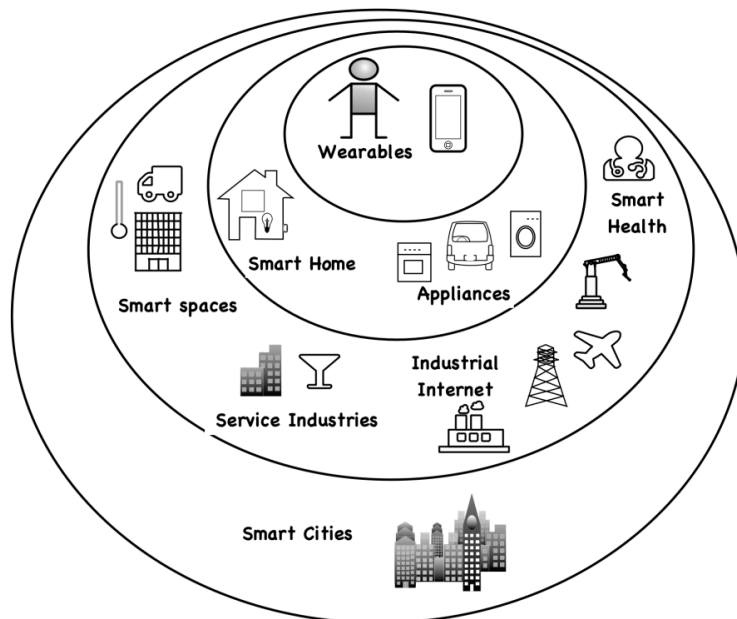 Wearables
Smart
Health
Smart Home
Appliances
Smart spaces
Industrial
Internet
Service Industries
Smart Cities